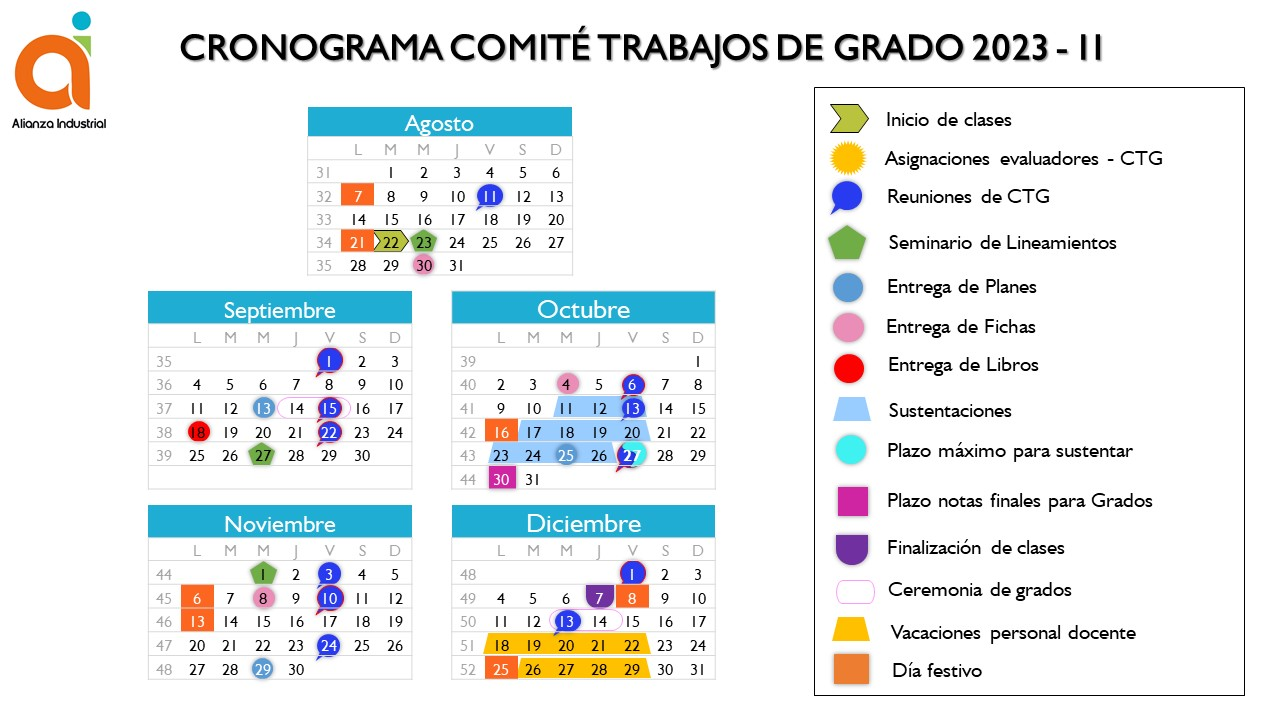 CRONOGRAMA COMITÉ TRABAJOS DE GRADO 2023 - II
Alianza Industrial
Agosto
L M M J V S D
31 1 2 3 4 5 6
32 7 8 9 10 11 12 13
33 14 15 16 17 18 19 20
34 21 22 23 24 25 26 27
35 28 29 30 31
Septiembre
L M M J V S D
35 1 2 3
36 4 5 6 7 8 9 10
37 11 12 13 14 15 16 17
38 18 19 20 21 22 23 24
39 25 26 27 28 29 30
Octubre
L M M J V S D
39 1
40 2 3 4 5 6 7 8
41 9 10 11 12 13 14 15
42 16 17 18 19 20 21 22
43 23 24 25 26 27 28 29
44 30 31
Noviembre
L M M J V S D
44 1 2 3 4 5
45 6 7 8 9 10 11 12
46 13 14 15 16 17 18 19
47 20 21 22 23 24 25 26
48 27 28 29 30
Diciembre
L M M J V S D
48 1 2 3
49 4 5 6 7 8 9 10
50 11 12 13 14 15 16 17
51 18 19 20 21 22 23 24
52 25 26 27 28 29 30 31
Inicio de clases
Asignaciones evaluadores - CTG
Reuniones de CTG
Seminario de Lineamientos
Entrega de Planes
Entrega de Fichas
Entrega de Libros
Sustentaciones
Plazo máximo para sustentar
Plazo notas finales para Grados
Finalización de clases
Ceremonia de grados
Vacaciones personal docente
Día festivo